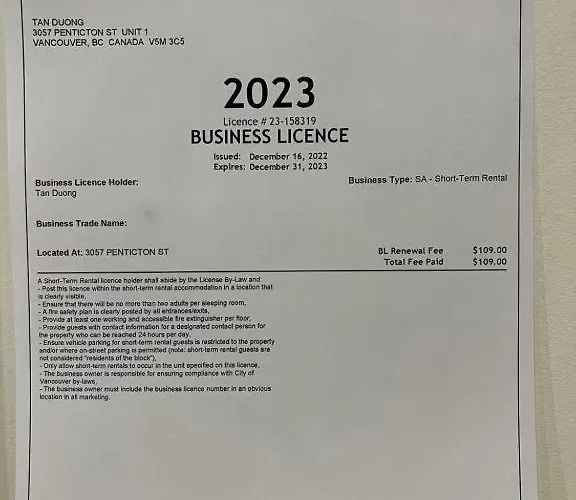 TAN DUONG
3057 PENTICTON ST UNIT 1
VANCOUVER, BC CANADA V5M 3C5
2023
Licence # 23-158319
BUSINESS LICENCE
Issued: December 16, 2022
Expires: December 31, 2023
Business Licence Holder:
Tan Duong
Business Type: SA - Short-Term Rental
Business Trade Name:
Located At: 3057 PENTICTON ST
BL Renewal Fee $109.00
Total Fee Paid $109.00
A Short-Term Rental licence holder shall abide by the License By-Law and:
- Post this licence within the short-term rental accommodation in a location that
is clearly visible,
- Ensure that there will be no more than two adults per sleeping room,
- A fire safety plan is clearly posted by all entrances/exits,
- Provide at least one working and accessible fire extinguisher per floor,
- Provide guests with contact information for a designated contact person for
the property who can be reached 24 hours per day,
- Ensure vehicle parking for short-term rental guests is restricted to the property
and/or where on-street parking is permitted (note: short-term rental guests are
not considered "residents of the block"),
- Only allow short-term rentals to occur in the unit specified on this licence,
- The business owner is responsible for ensuring compliance with City of
Vancouver by-laws,
- The business owner must include the business licence number in an obvious
location in all marketing.